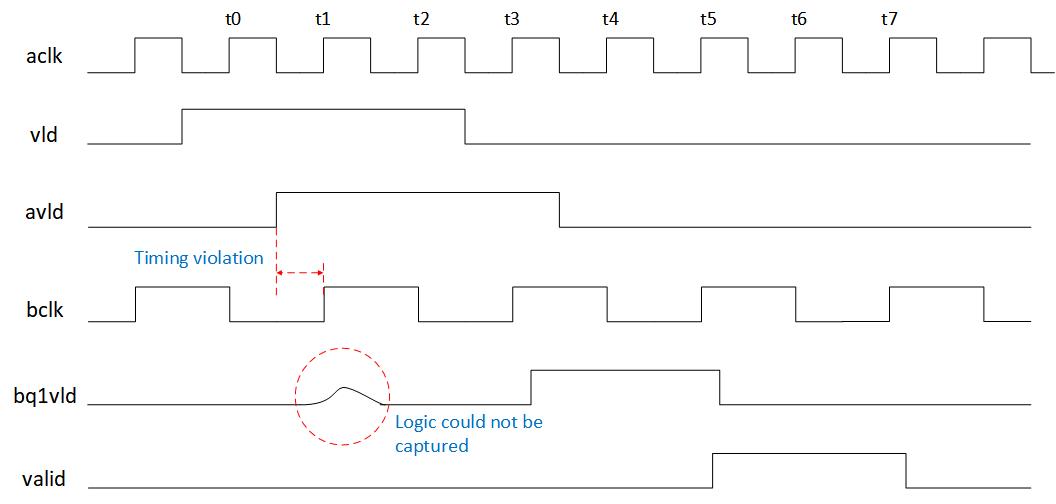 t0 t1 t2 t3 t4 t5 t6 t7
aclk
vld
avld
Timing violation
bclk
bq1vld
Logic could not be
captured
valid